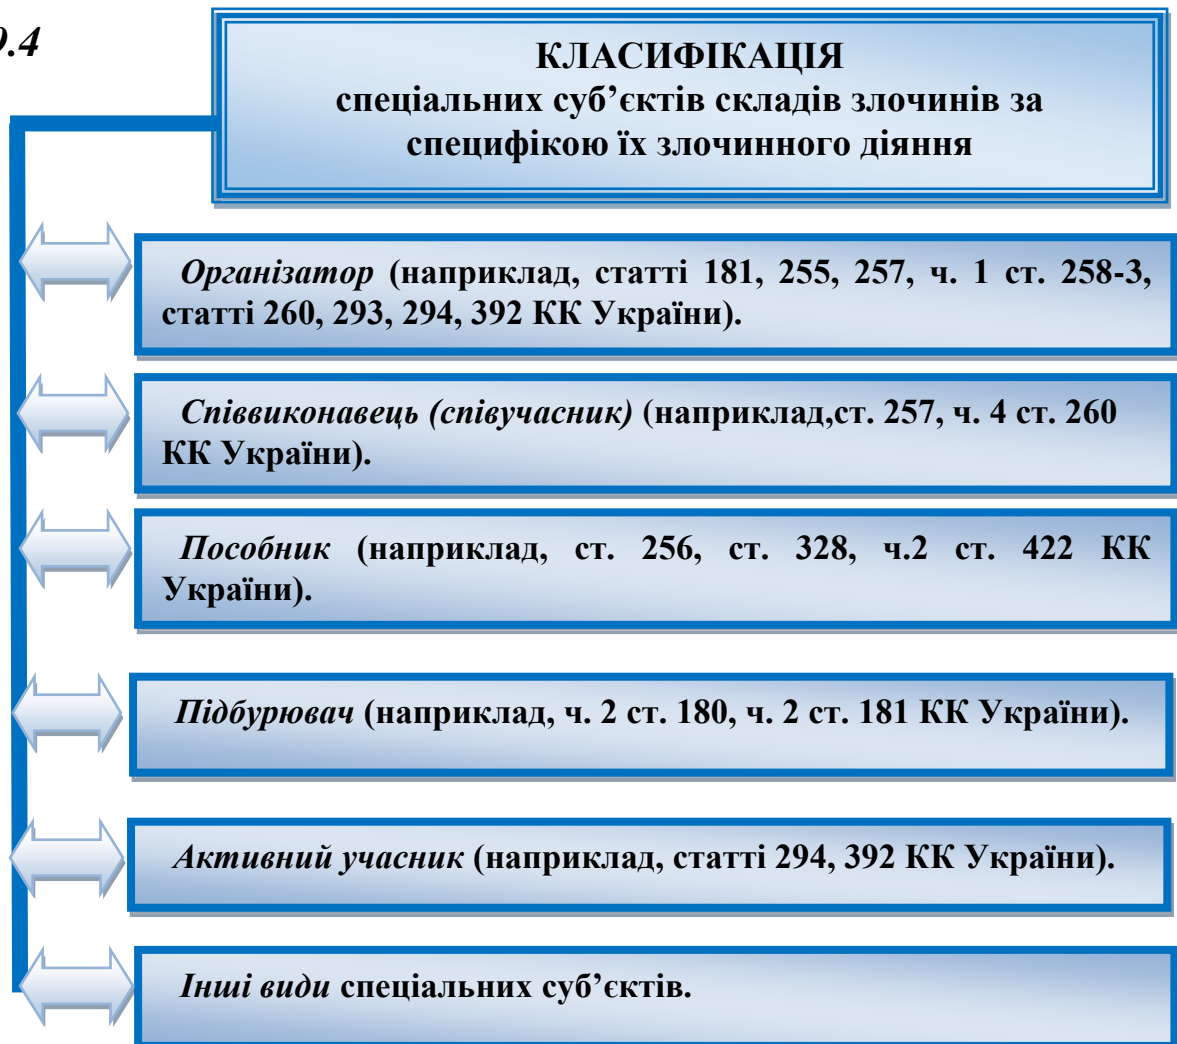 9.4
КЛАСИФІКАЦІЯ
спеціальних суб’єктів складів злочинів за
специфікою їх злочинного діяння
Організатор (наприклад, статті 181, 255, 257, ч. 1 ст. 258-3,
статті 260, 293, 294, 392 КК України).
Співвиконавець (співучасник) (наприклад,ст. 257, ч. 4 ст. 260
КК України).
Пособник (наприклад, ст. 256, ст. 328, ч.2 ст. 422 КК
України).
Підбурювач (наприклад, ч. 2 ст. 180, ч. 2 ст. 181 КК України).
Активний учасник (наприклад, статті 294, 392 КК України).
Інші види спеціальних суб’єктів.